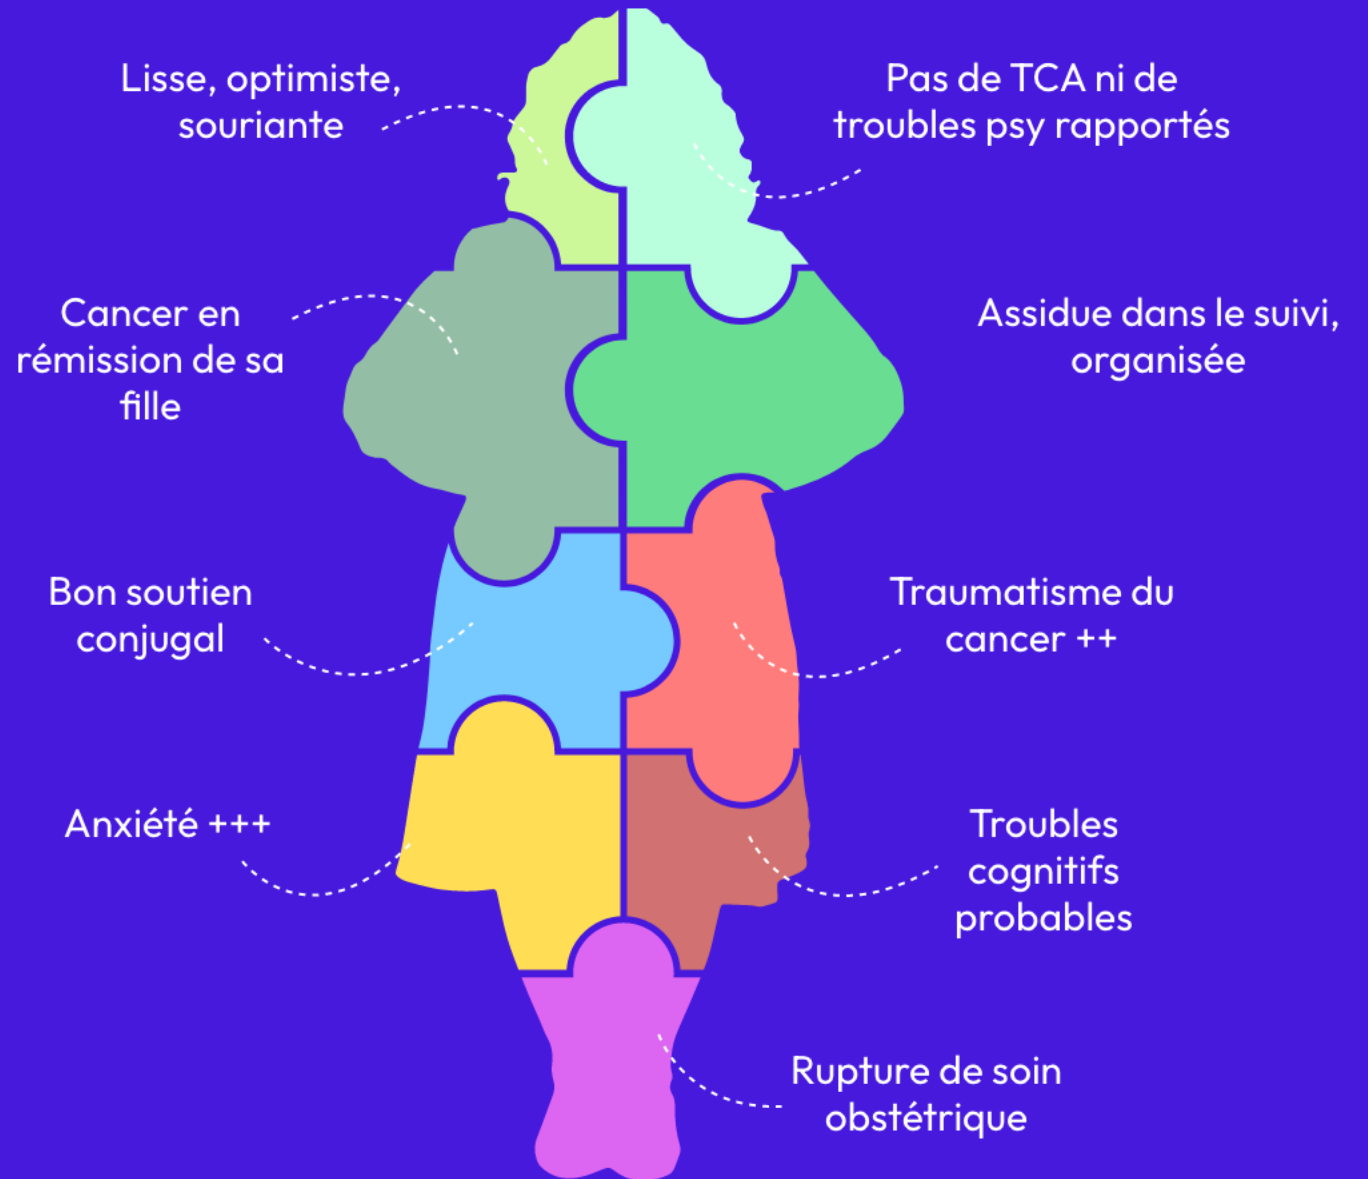 Lisse, optimiste,
souriante
Pas de TCA ni de
troubles psy rapportés
Cancer en
rémission de sa
fille
Assidue dans le suivi,
organisée
Bon soutien
conjugal
Traumatisme du
cancer ++
Anxiété +++
Troubles
cognitifs
probables
Rupture de soin
obstétrique